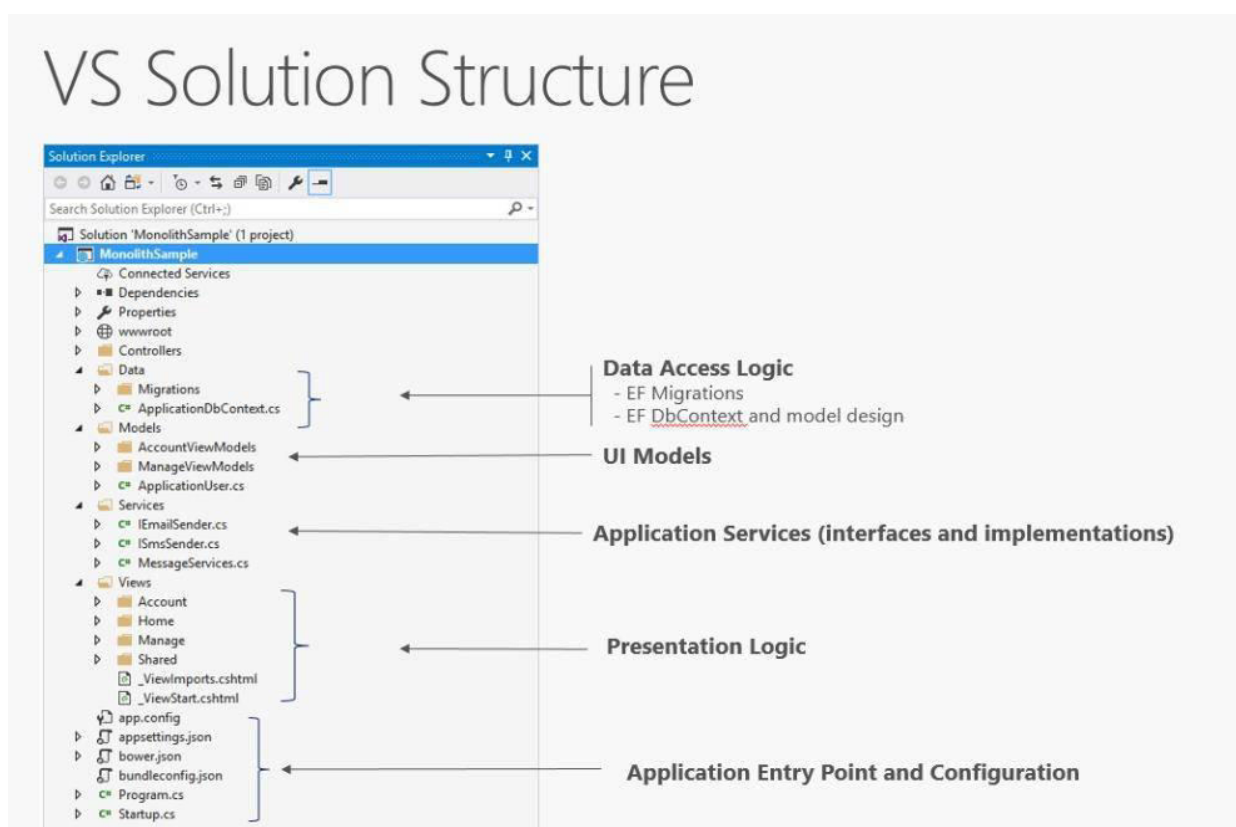 VS Solution Structure
Solution Explorer
Search Solution Explorer (Ctrl+;)
Solution 'MonolithSample' (1 project)
MonolithSample
Connected Services
Dependencies
Properties
wwwroot
Controllers
Data
Migrations
C# ApplicationDbContext.cs
Models
AccountViewModels
ManageViewModels
C# ApplicationUser.cs
Services
C# IEmailSender.cs
C# ISmsSender.cs
C# MessageServices.cs
Views
Account
Home
Manage
Shared
_ViewImports.cshtml
_ViewStart.cshtml
app.config
appsettings.json
bower.json
bundleconfig.json
C# Program.cs
C# Startup.cs
Data Access Logic
- EF Migrations
- EF DbContext and model design
UI Models
Application Services (interfaces and implementations)
Presentation Logic
Application Entry Point and Configuration